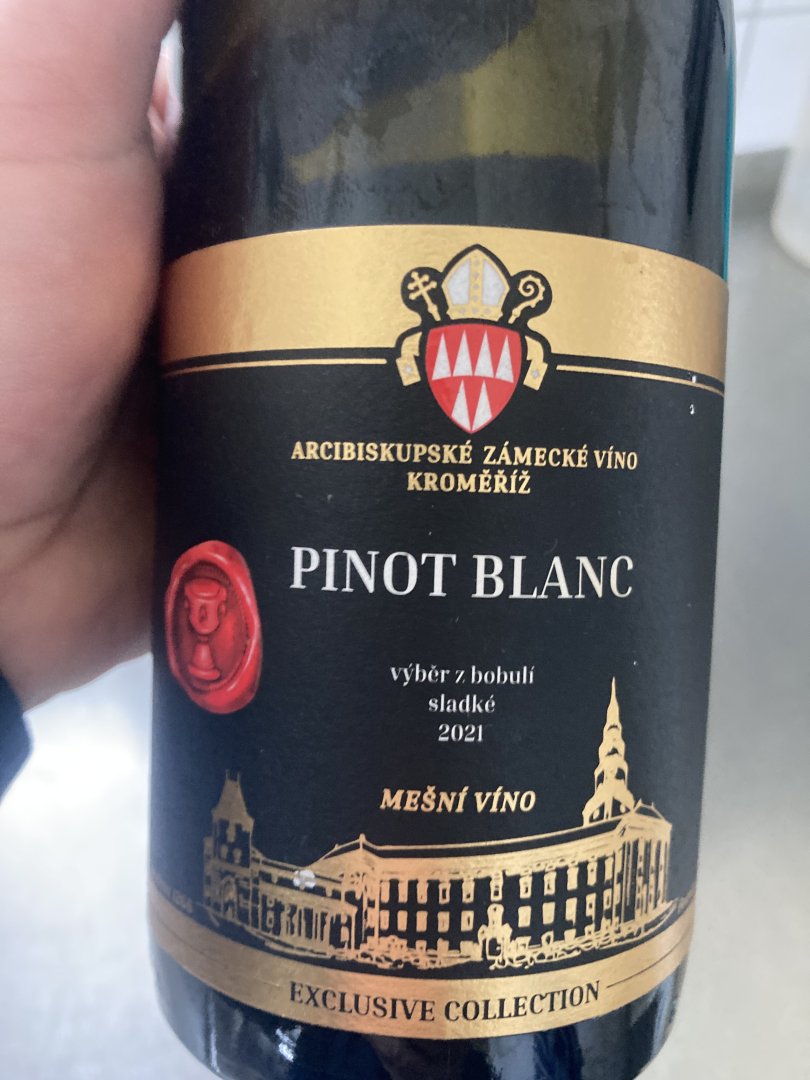 ARCIBISKUPSKÉ ZÁMECKÉ VÍNO
KROMĚŘÍŽ
PINOT BLANC
výběr z bobulí
sladké
2021
MEŠNÍ VÍNO
EXCLUSIVE COLLECTION